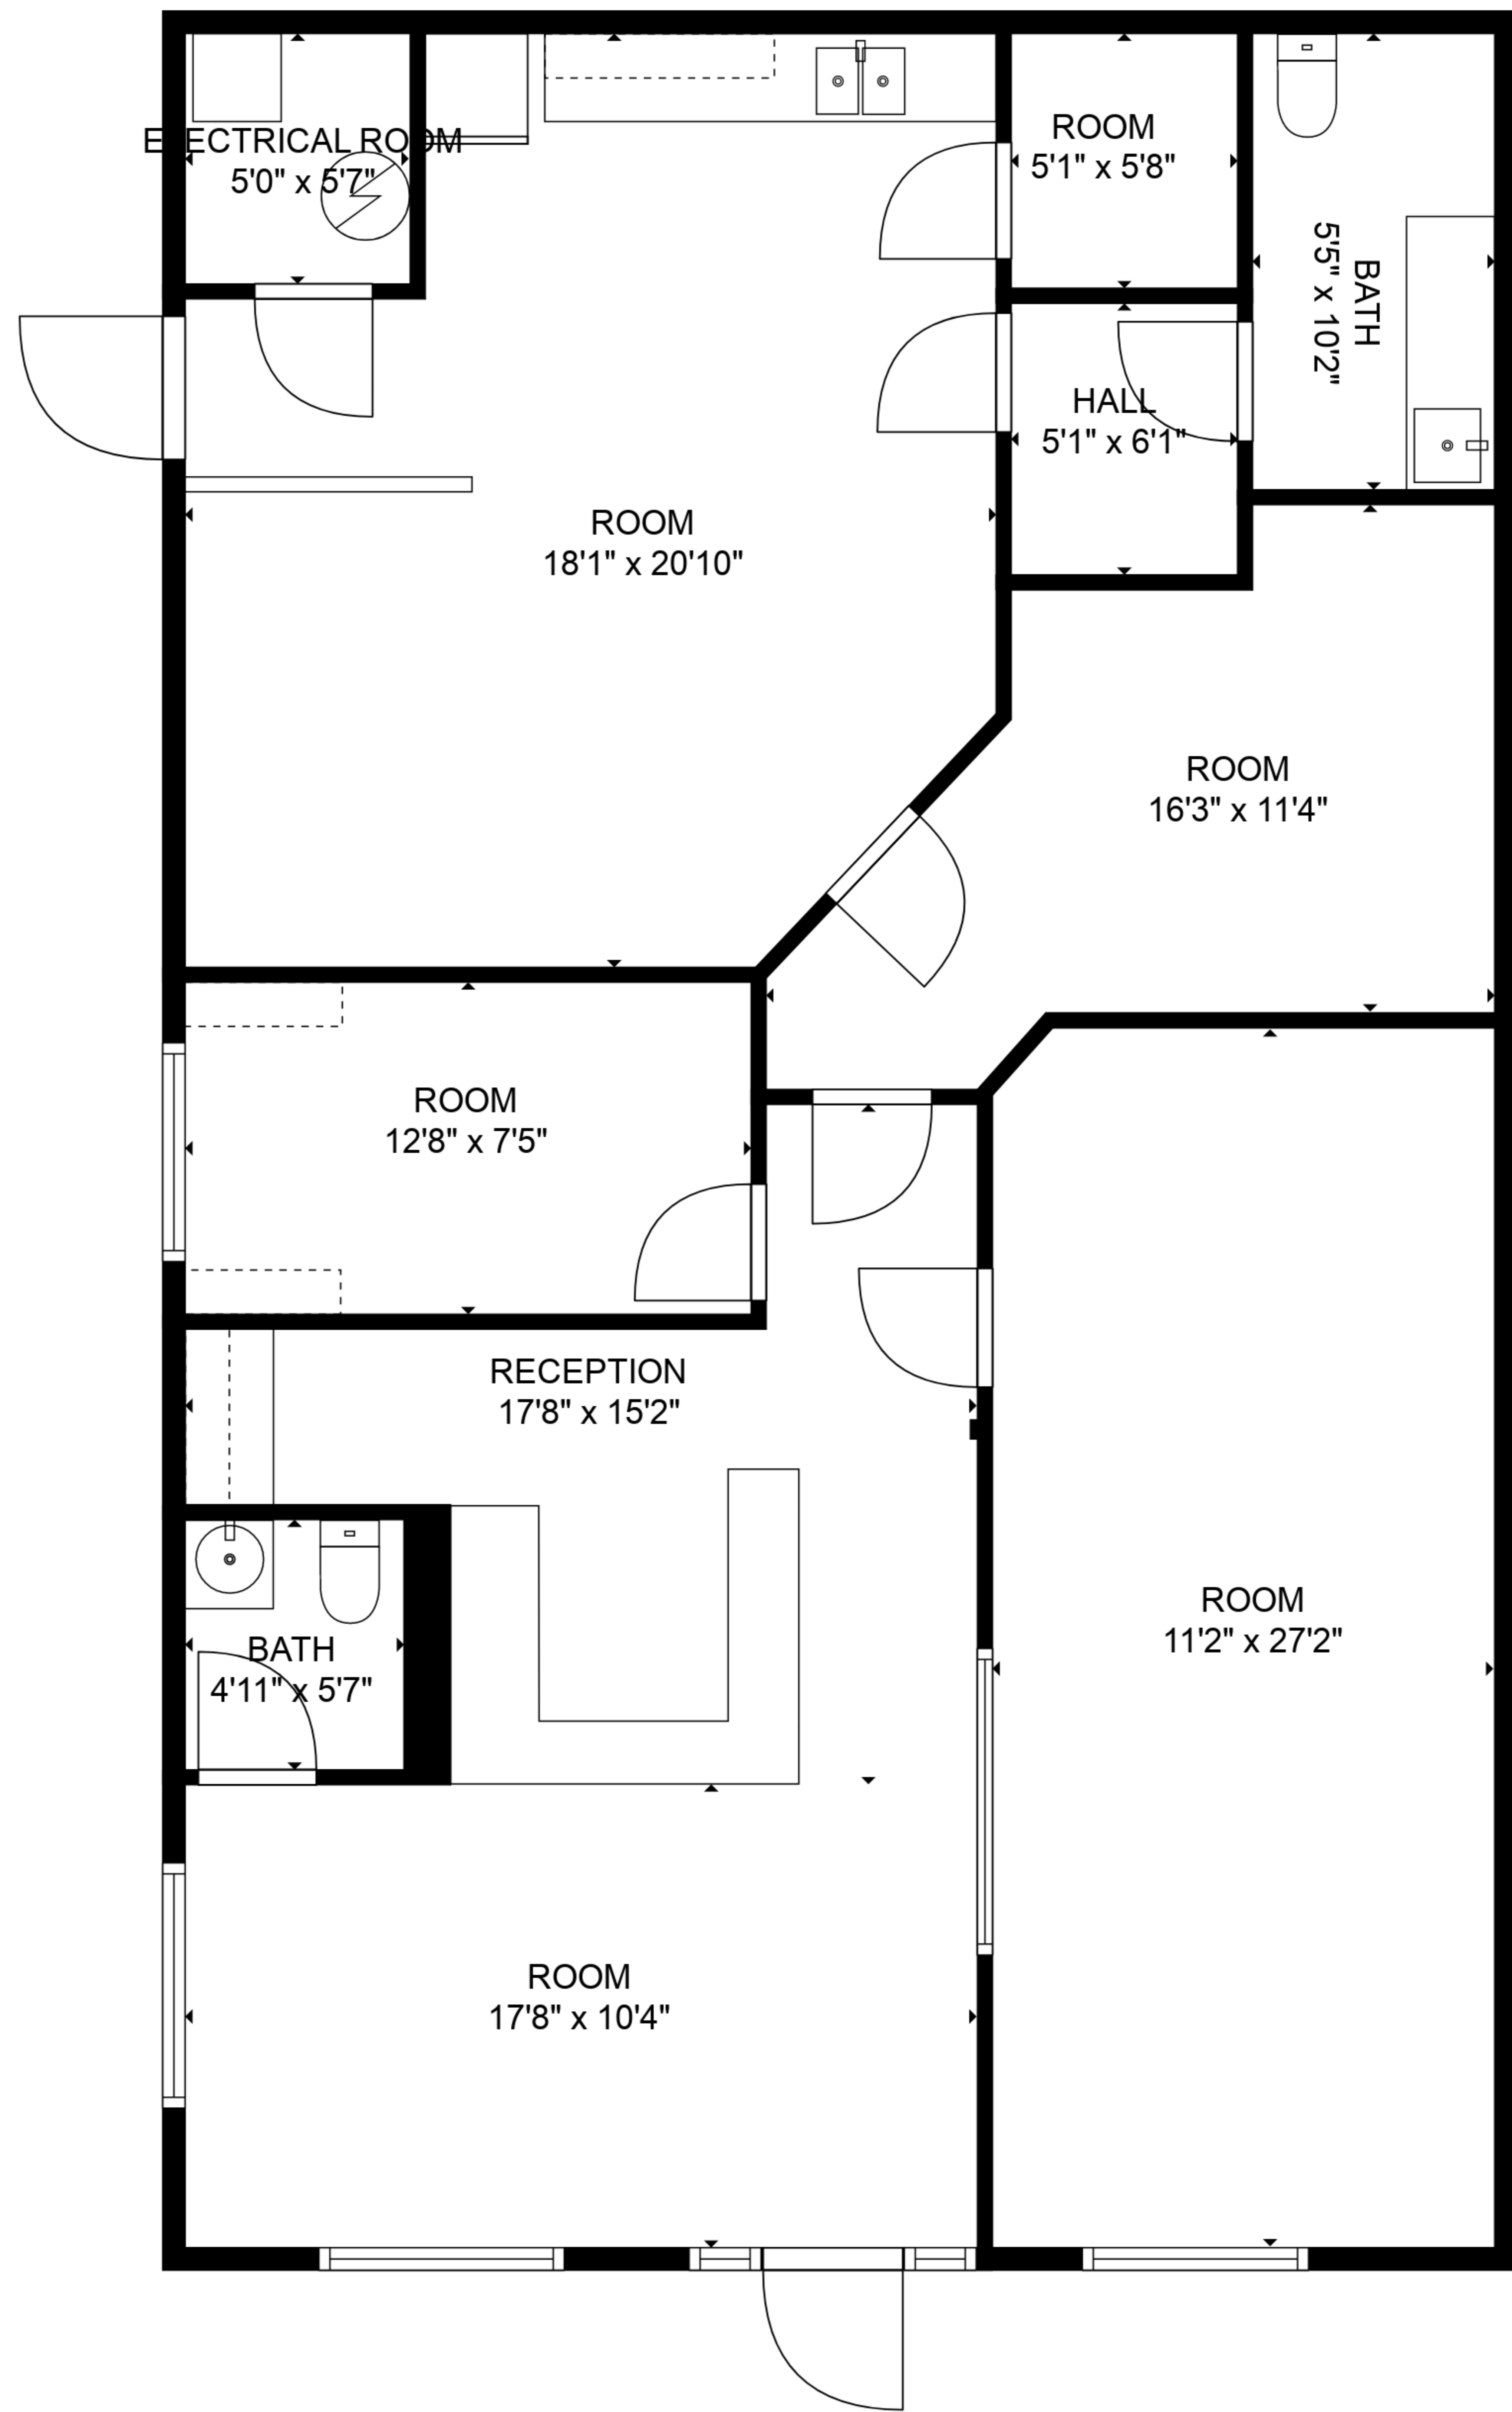 ELECTRICAL ROOM
5'0" x 5'7"
ROOM
5'1" x 5'8"
BATH
5'5" x 10'2"
HALL
5'1" x 6'1"
ROOM
18'1" x 20'10"
ROOM
16'3" x 11'4"
ROOM
12'8" x 7'5"
RECEPTION
17'8" x 15'2"
ROOM
11'2" x 27'2"
BATH
4'11" x 5'7"
ROOM
17'8" x 10'4"